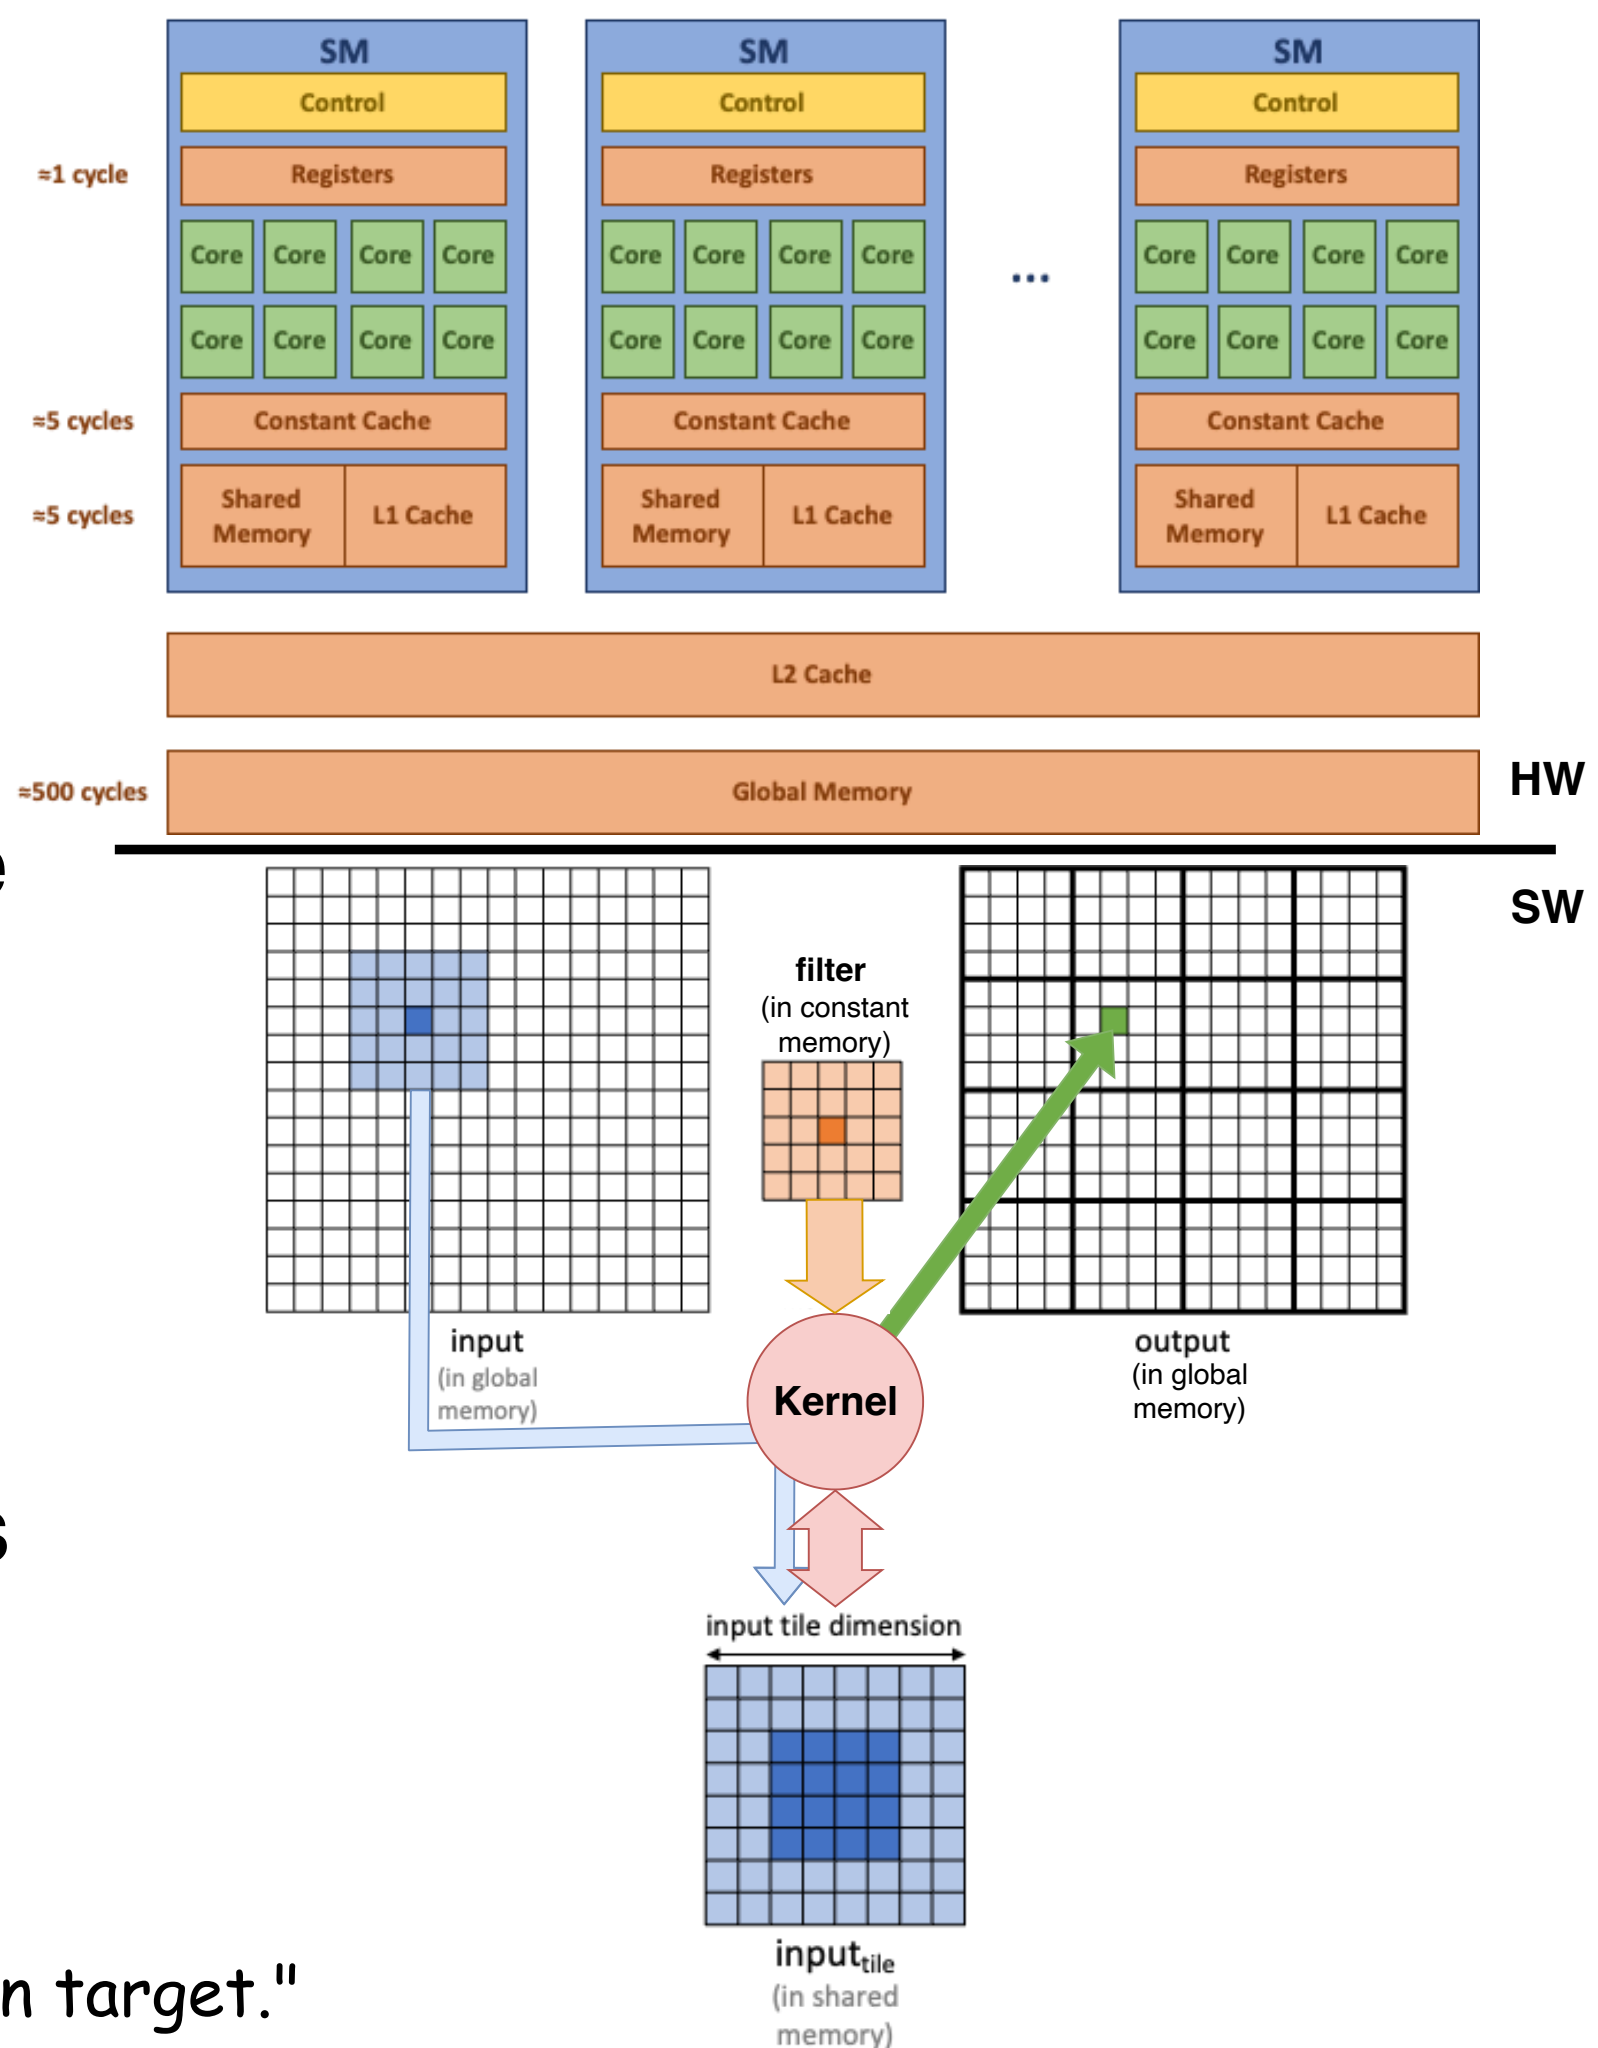 SM SM SM
Control Control Control
≈1 cycle Registers Registers Registers
Core Core Core Core Core Core Core Core Core Core Core Core
...
Core Core Core Core Core Core Core Core Core Core Core Core
≈5 cycles Constant Cache Constant Cache Constant Cache
≈5 cycles Shared Memory L1 Cache Shared Memory L1 Cache Shared Memory L1 Cache
L2 Cache
≈500 cycles Global Memory HW
e
SW
filter
(in constant
memory)
input
(in global
memory)
output
(in global
memory)
Kernel
s
input tile dimension
input_tile
(in shared
memory)
n target."